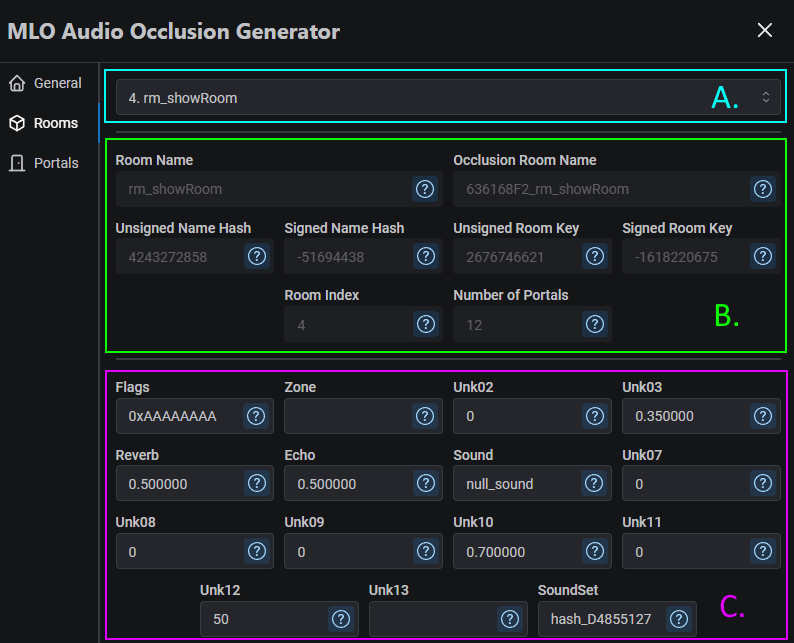 MLO Audio Occlusion Generator
General
Rooms
Portals
4. rm_showRoom
A.
Room Name Occlusion Room Name
rm_showRoom ? 636168F2_rm_showRoom ?
Unsigned Name Hash Signed Name Hash Unsigned Room Key Signed Room Key
4243272858 ? -51694438 ? 2676746621 ? -1618220675 ?
Room Index Number of Portals
4 ? 12 ?
B.
Flags Zone Unk02 Unk03
0xAAAAAAAA ? ? 0 ? 0.350000 ?
Reverb Echo Sound Unk07
0.500000 ? 0.500000 ? null_sound ? 0 ?
Unk08 Unk09 Unk10 Unk11
0 ? 0 ? 0.700000 ? 0 ?
Unk12 Unk13 SoundSet
50 ? ? hash_D4855127 ?
C.